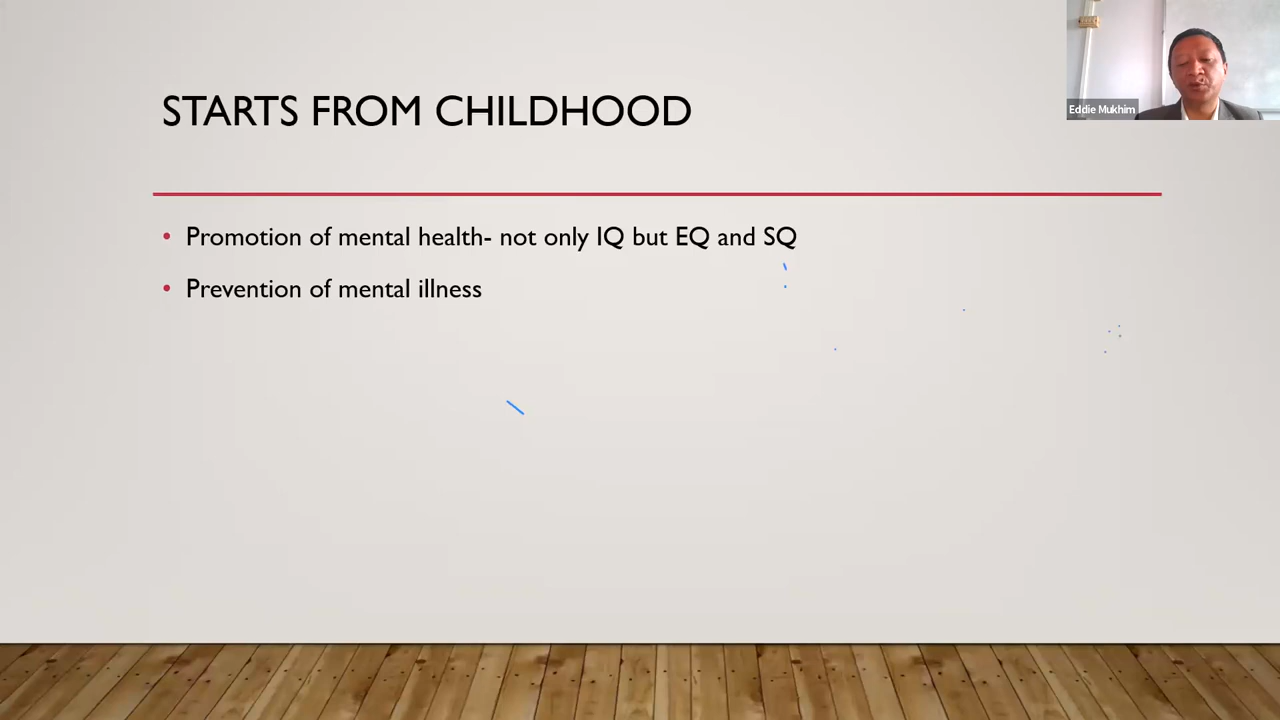 STARTS FROM CHILDHOOD
Eddie Mukhim
• Promotion of mental health- not only IQ but EQ and SQ
• Prevention of mental illness